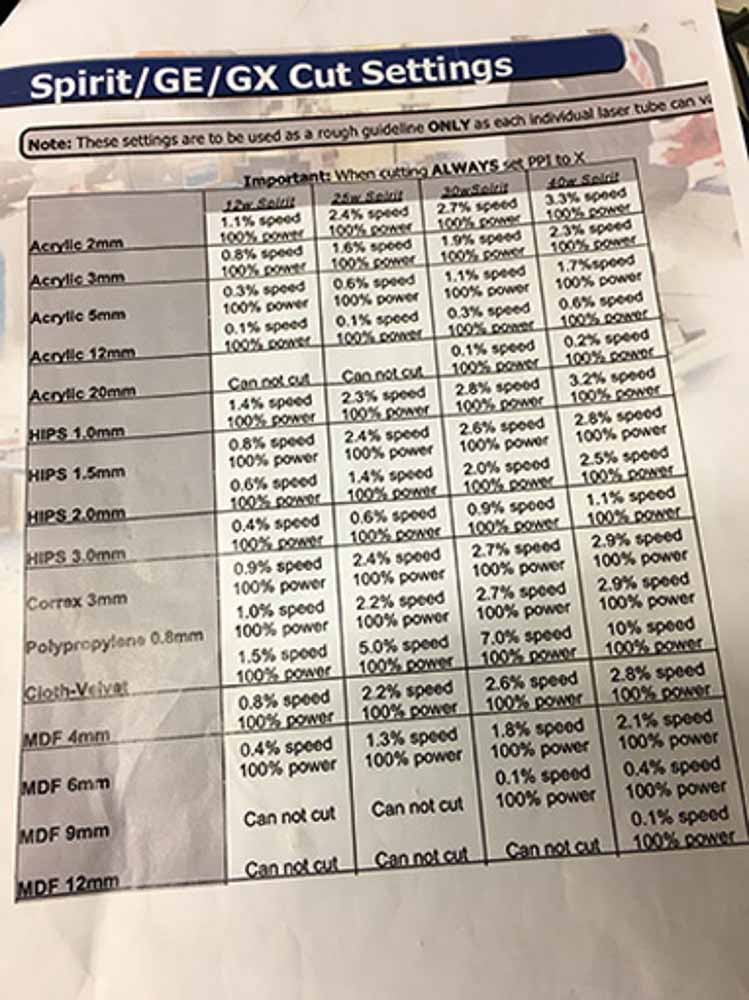 Spirit/GE/GX Cut Settings
Note: These settings are to be used as a rough guideline ONLY as each individual laser tube can
Important: When cutting ALWAYS set PPI to X
12w Spirit 25w Spirit 30w Spirit 40w Spirit
1.1% speed 2.4% speed 2.7% speed 3.3% speed
Acrylic 2mm 100% power 100% power 100% power 100% power
0.8% speed 1.6% speed 1.9% speed 2.3% speed
Acrylic 3mm 100% power 100% power 100% power 100% power
0.3% speed 0.6% speed 1.1% speed 1.7%speed
Acrylic 5mm 100% power 100% power 100% power 100% power
0.1% speed 0.1% speed 0.3% speed 0.6% speed
Acrylic 12mm 100% power 100% power 100% power 100% power
0.1% speed 0.2% speed
Acrylic 20mm Can not cut Can not cut 100% power 100% power
1.4% speed 2.3% speed 2.8% speed 3.2% speed
HIPS 1.0mm 100% power 100% power 100% power 100% power
0.8% speed 2.4% speed 2.6% speed 2.8% speed
HIPS 1.5mm 100% power 100% power 100% power 100% power
0.6% speed 1.4% speed 2.0% speed 2.5% speed
HIPS 2.0mm 100% power 100% power 100% power 100% power
0.4% speed 0.6% speed 0.9% speed 1.1% speed
HIPS 3.0mm 100% power 100% power 100% power 100% power
0.9% speed 2.4% speed 2.7% speed 2.9% speed
Correx 3mm 100% power 100% power 100% power 100% power
1.0% speed 2.2% speed 2.7% speed 2.9% speed
Polypropylene 0.8mm 100% power 100% power 100% power 100% power
1.5% speed 5.0% speed 7.0% speed 10% speed
Cloth-Velvet 100% power 100% power 100% power 100% power
0.8% speed 2.2% speed 2.6% speed 2.8% speed
MDF 4mm 100% power 100% power 100% power 100% power
0.4% speed 1.3% speed 1.8% speed 2.1% speed
MDF 6mm 100% power 100% power 100% power 100% power
0.1% speed 0.4% speed
MDF 9mm Can not cut Can not cut 100% power 100% power
0.1% speed
MDF 12mm Can not cut Can not cut Can not cut 100% power